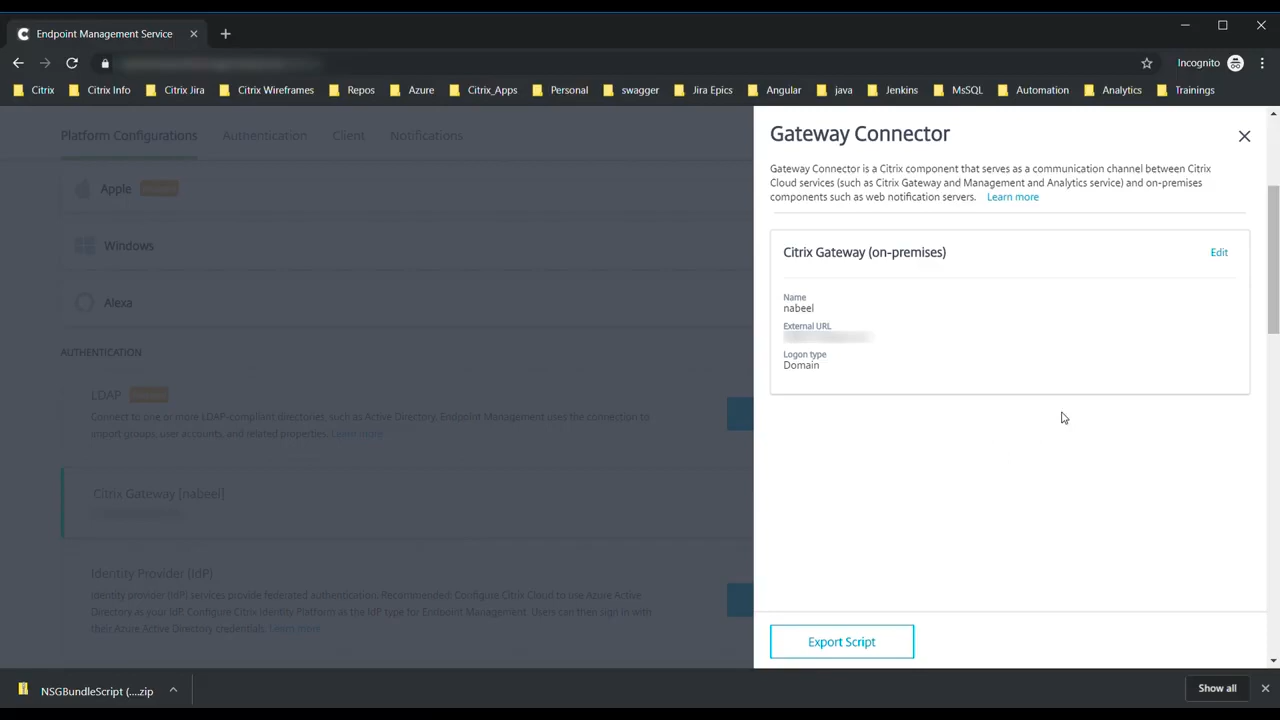 Endpoint Management Service
Incognito
Citrix
Citrix Info
Citrix Jira
Citrix Wireframes
Repos
Azure
Citrix_Apps
Personal
swagger
Jira Epics
Angular
java
Jenkins
MsSQL
Automation
Analytics
Trainings
Platform Configurations
Authentication
Client
Notifications
Apple
Windows
Alexa
AUTHENTICATION
LDAP
Connect to one or more LDAP-compliant directories, such as Active Directory. Endpoint Management uses the connection to
import groups, user accounts, and related properties. Learn more
Citrix Gateway [nabeel]
Identity Provider (IdP)
Identity provider (IdP) services provide federated authentication. Recommended: Configure Citrix Cloud to use Azure Active
Directory as your IdP. Configure Citrix Identity Platform as the IdP type for Endpoint Management. Users can then sign in with
their Azure Active Directory credentials. Learn more
Gateway Connector
Gateway Connector is a Citrix component that serves as a communication channel between Citrix
Cloud services (such as Citrix Gateway and Management and Analytics service) and on-premises
components such as web notification servers. Learn more
Citrix Gateway (on-premises)
Edit
Name
nabeel
External URL
Logon type
Domain
Export Script
NSGBundleScript (....zip
Show all